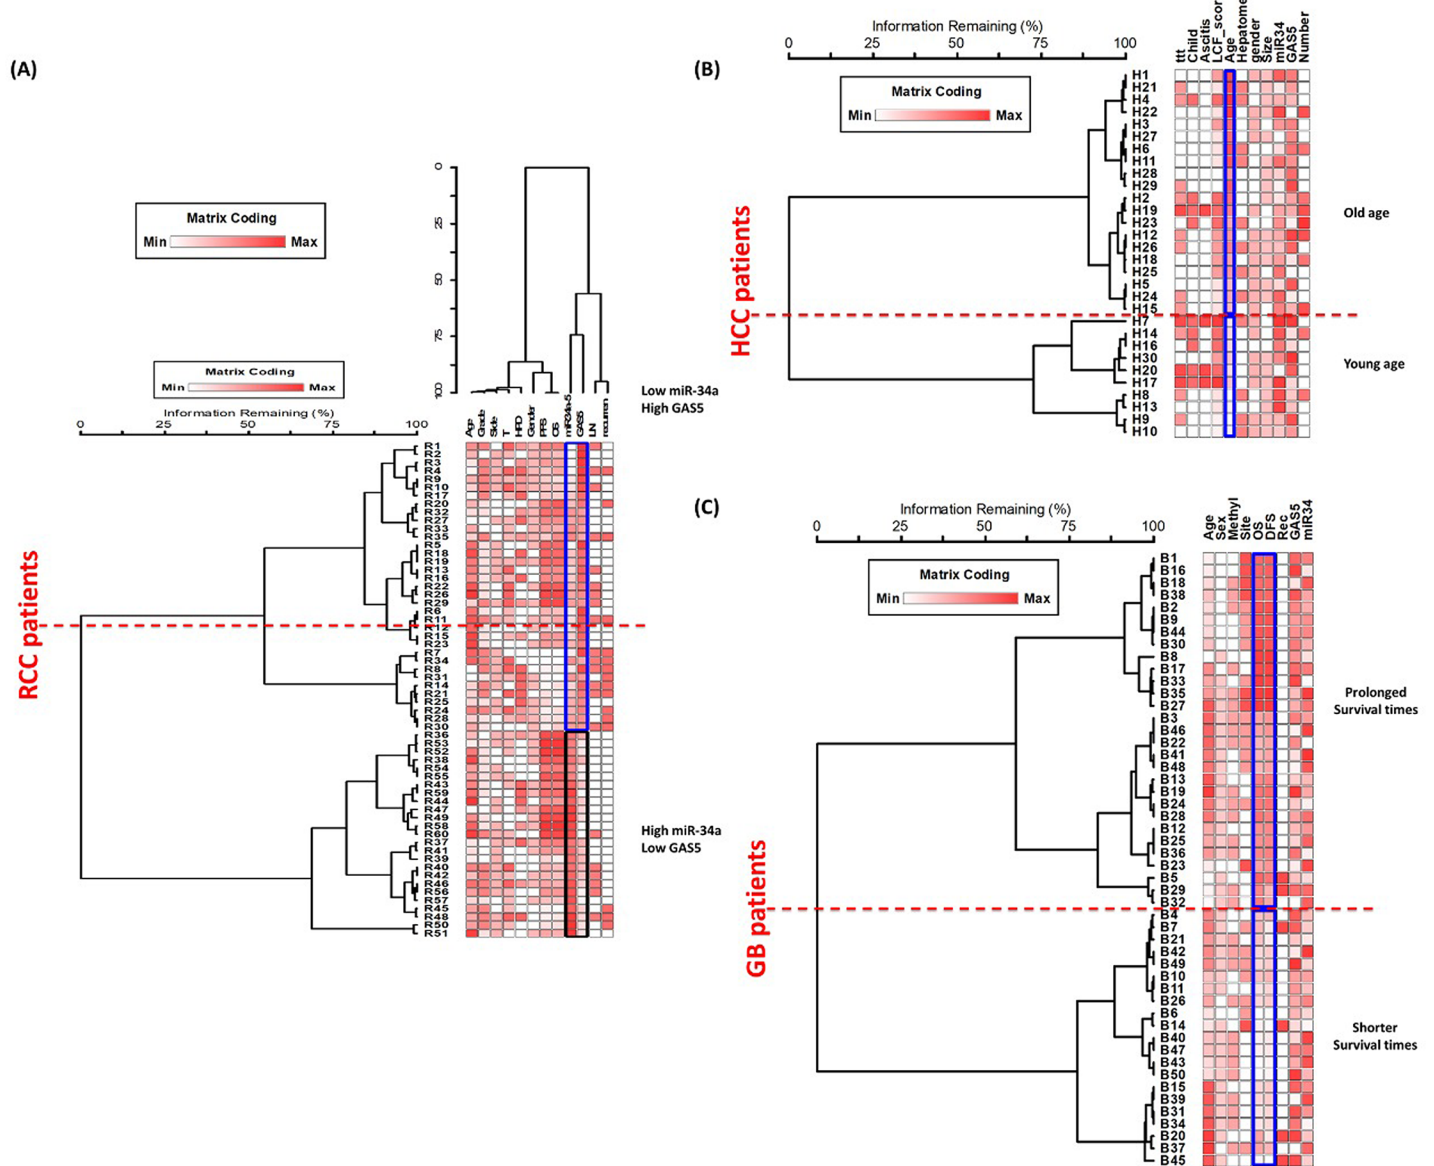 (A)
Matrix Coding
Min Max
0
25
50
75
100
Matrix Coding
Min Max
Low miR-34a
High GAS5
Information Remaining (%)
0 25 50 75 100
Age Grade Side T HPD Gender PFS OS miR34a-5 GAS5 LN recurren
RCC patients
R1
R2
R3
R4
R9
R10
R17
R20
R32
R27
R33
R35
R5
R18
R19
R13
R16
R22
R26
R29
R6
R11
R12
R15
R23
R7
R34
R8
R31
R14
R21
R25
R24
R28
R30
R36
R53
R52
R38
R54
R55
R43
R59
R44
R47
R49
R58
R60
R37
R41
R39
R40
R42
R46
R56
R57
R45
R48
R50
R51
High miR-34a
Low GAS5
(B)
Information Remaining (%)
0 25 50 75 100
ttt Child Ascitis LCF_scor Age Hepatome gender Size miR34 GAS5 Number
Matrix Coding
Min Max
HCC patients
H1
H21
H4
H22
H3
H27
H6
H11
H28
H29
H2
H19
H23
H12
H26
H18
H25
H5
H24
H15
H7
H14
H16
H30
H20
H17
H8
H13
H9
H10
Old age
Young age
(C)
Information Remaining (%)
0 25 50 75 100
Age Sex Methyl Site OS DFS Rec GAS5 miR34
Matrix Coding
Min Max
GB patients
B1
B16
B18
B38
B2
B9
B44
B30
B8
B17
B33
B35
B27
B3
B46
B22
B41
B48
B13
B19
B24
B28
B12
B25
B36
B23
B5
B29
B32
B4
B7
B21
B42
B49
B10
B11
B26
B6
B14
B40
B47
B43
B50
B15
B39
B31
B34
B20
B37
B45
Prolonged
Survival times
Shorter
Survival times